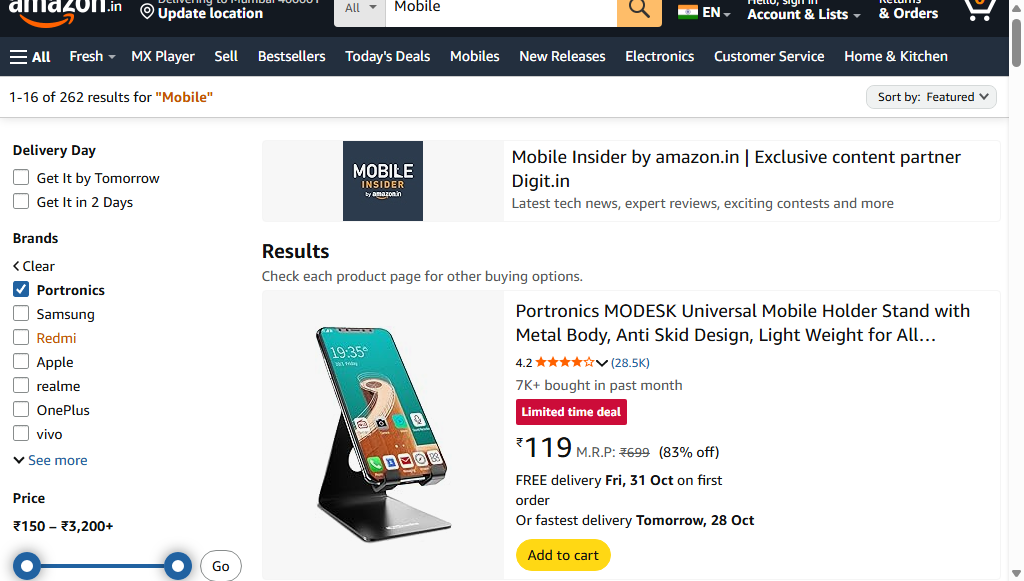 amazon.in
Delivering to Mumbai 400001
Update location
All
Mobile
EN
Hello, sign in
Account & Lists
Returns
& Orders
0
All
Fresh
MX Player
Sell
Bestsellers
Today's Deals
Mobiles
New Releases
Electronics
Customer Service
Home & Kitchen
1-16 of 262 results for "Mobile"
Sort by: Featured
Delivery Day
Get It by Tomorrow
Get It in 2 Days
Brands
Clear
Portronics
Samsung
Redmi
Apple
realme
OnePlus
vivo
See more
Price
₹150 – ₹3,200+
Go
MOBILE
INSIDER
by amazon.in
Mobile Insider by amazon.in | Exclusive content partner
Digit.in
Latest tech news, expert reviews, exciting contests and more
Results
Check each product page for other buying options.
19:35
Portronics MODESK Universal Mobile Holder Stand with
Metal Body, Anti Skid Design, Light Weight for All…
4.2 (28.5K)
7K+ bought in past month
Limited time deal
₹119 M.R.P: ₹699 (83% off)
FREE delivery Fri, 31 Oct on first
order
Or fastest delivery Tomorrow, 28 Oct
Add to cart